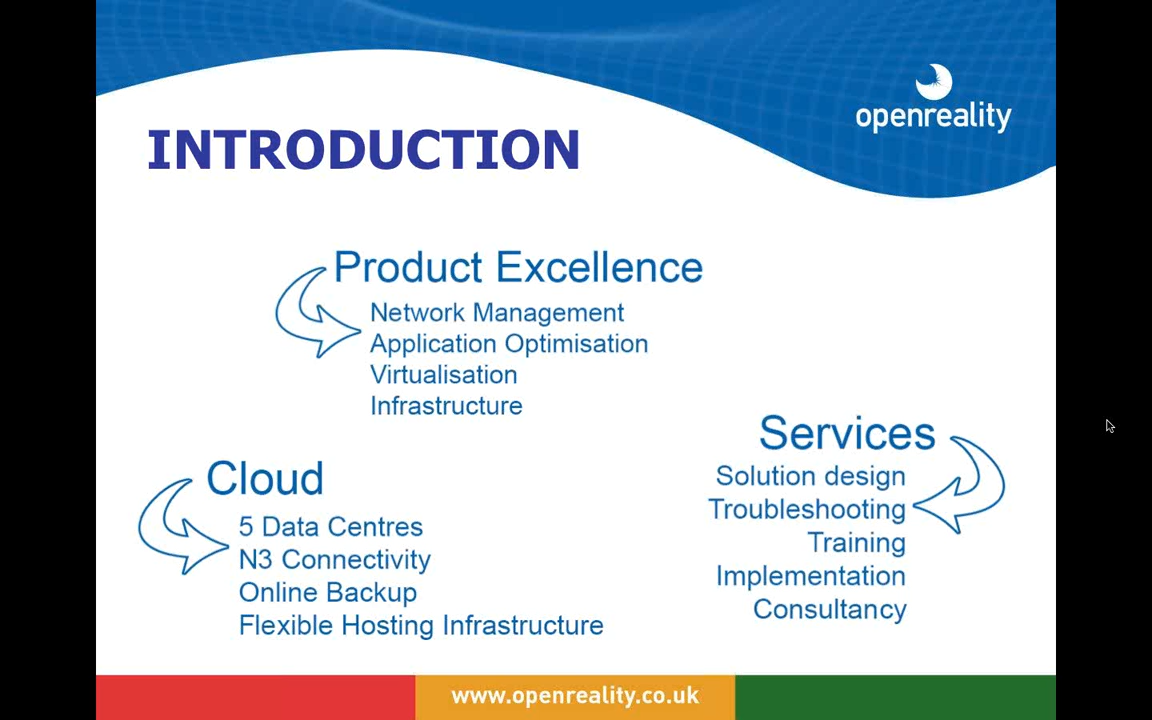 openreality
INTRODUCTION
Product Excellence
Network Management
Application Optimisation
Virtualisation
Infrastructure
Cloud
5 Data Centres
N3 Connectivity
Online Backup
Flexible Hosting Infrastructure
Services
Solution design
Troubleshooting
Training
Implementation
Consultancy
www.openreality.co.uk